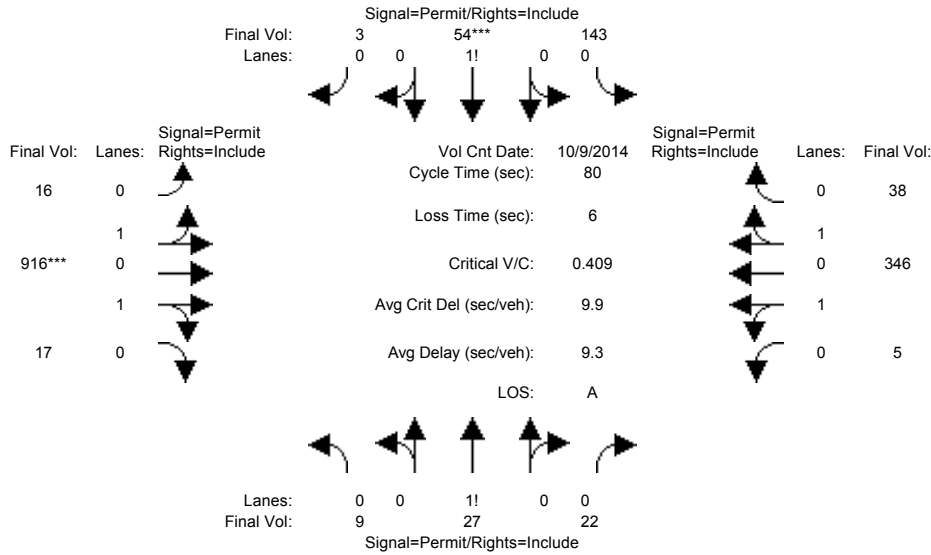 Signal=Permit/Rights=Include
Final Vol: 3 54*** 143
Lanes: 0 0 1! 0 0
Signal=Permit Signal=Permit
Final Vol: Lanes: Rights=Include Vol Cnt Date: 10/9/2014 Rights=Include Lanes: Final Vol:
Cycle Time (sec): 80
16 0 0 38
Loss Time (sec): 6
1 1
916*** 0 Critical V/C: 0.409 0 346
1 Avg Crit Del (sec/veh): 9.9 1
17 0 Avg Delay (sec/veh): 9.3 0 5
LOS: A
Lanes: 0 0 1! 0 0
Final Vol: 9 27 22
Signal=Permit/Rights=Include